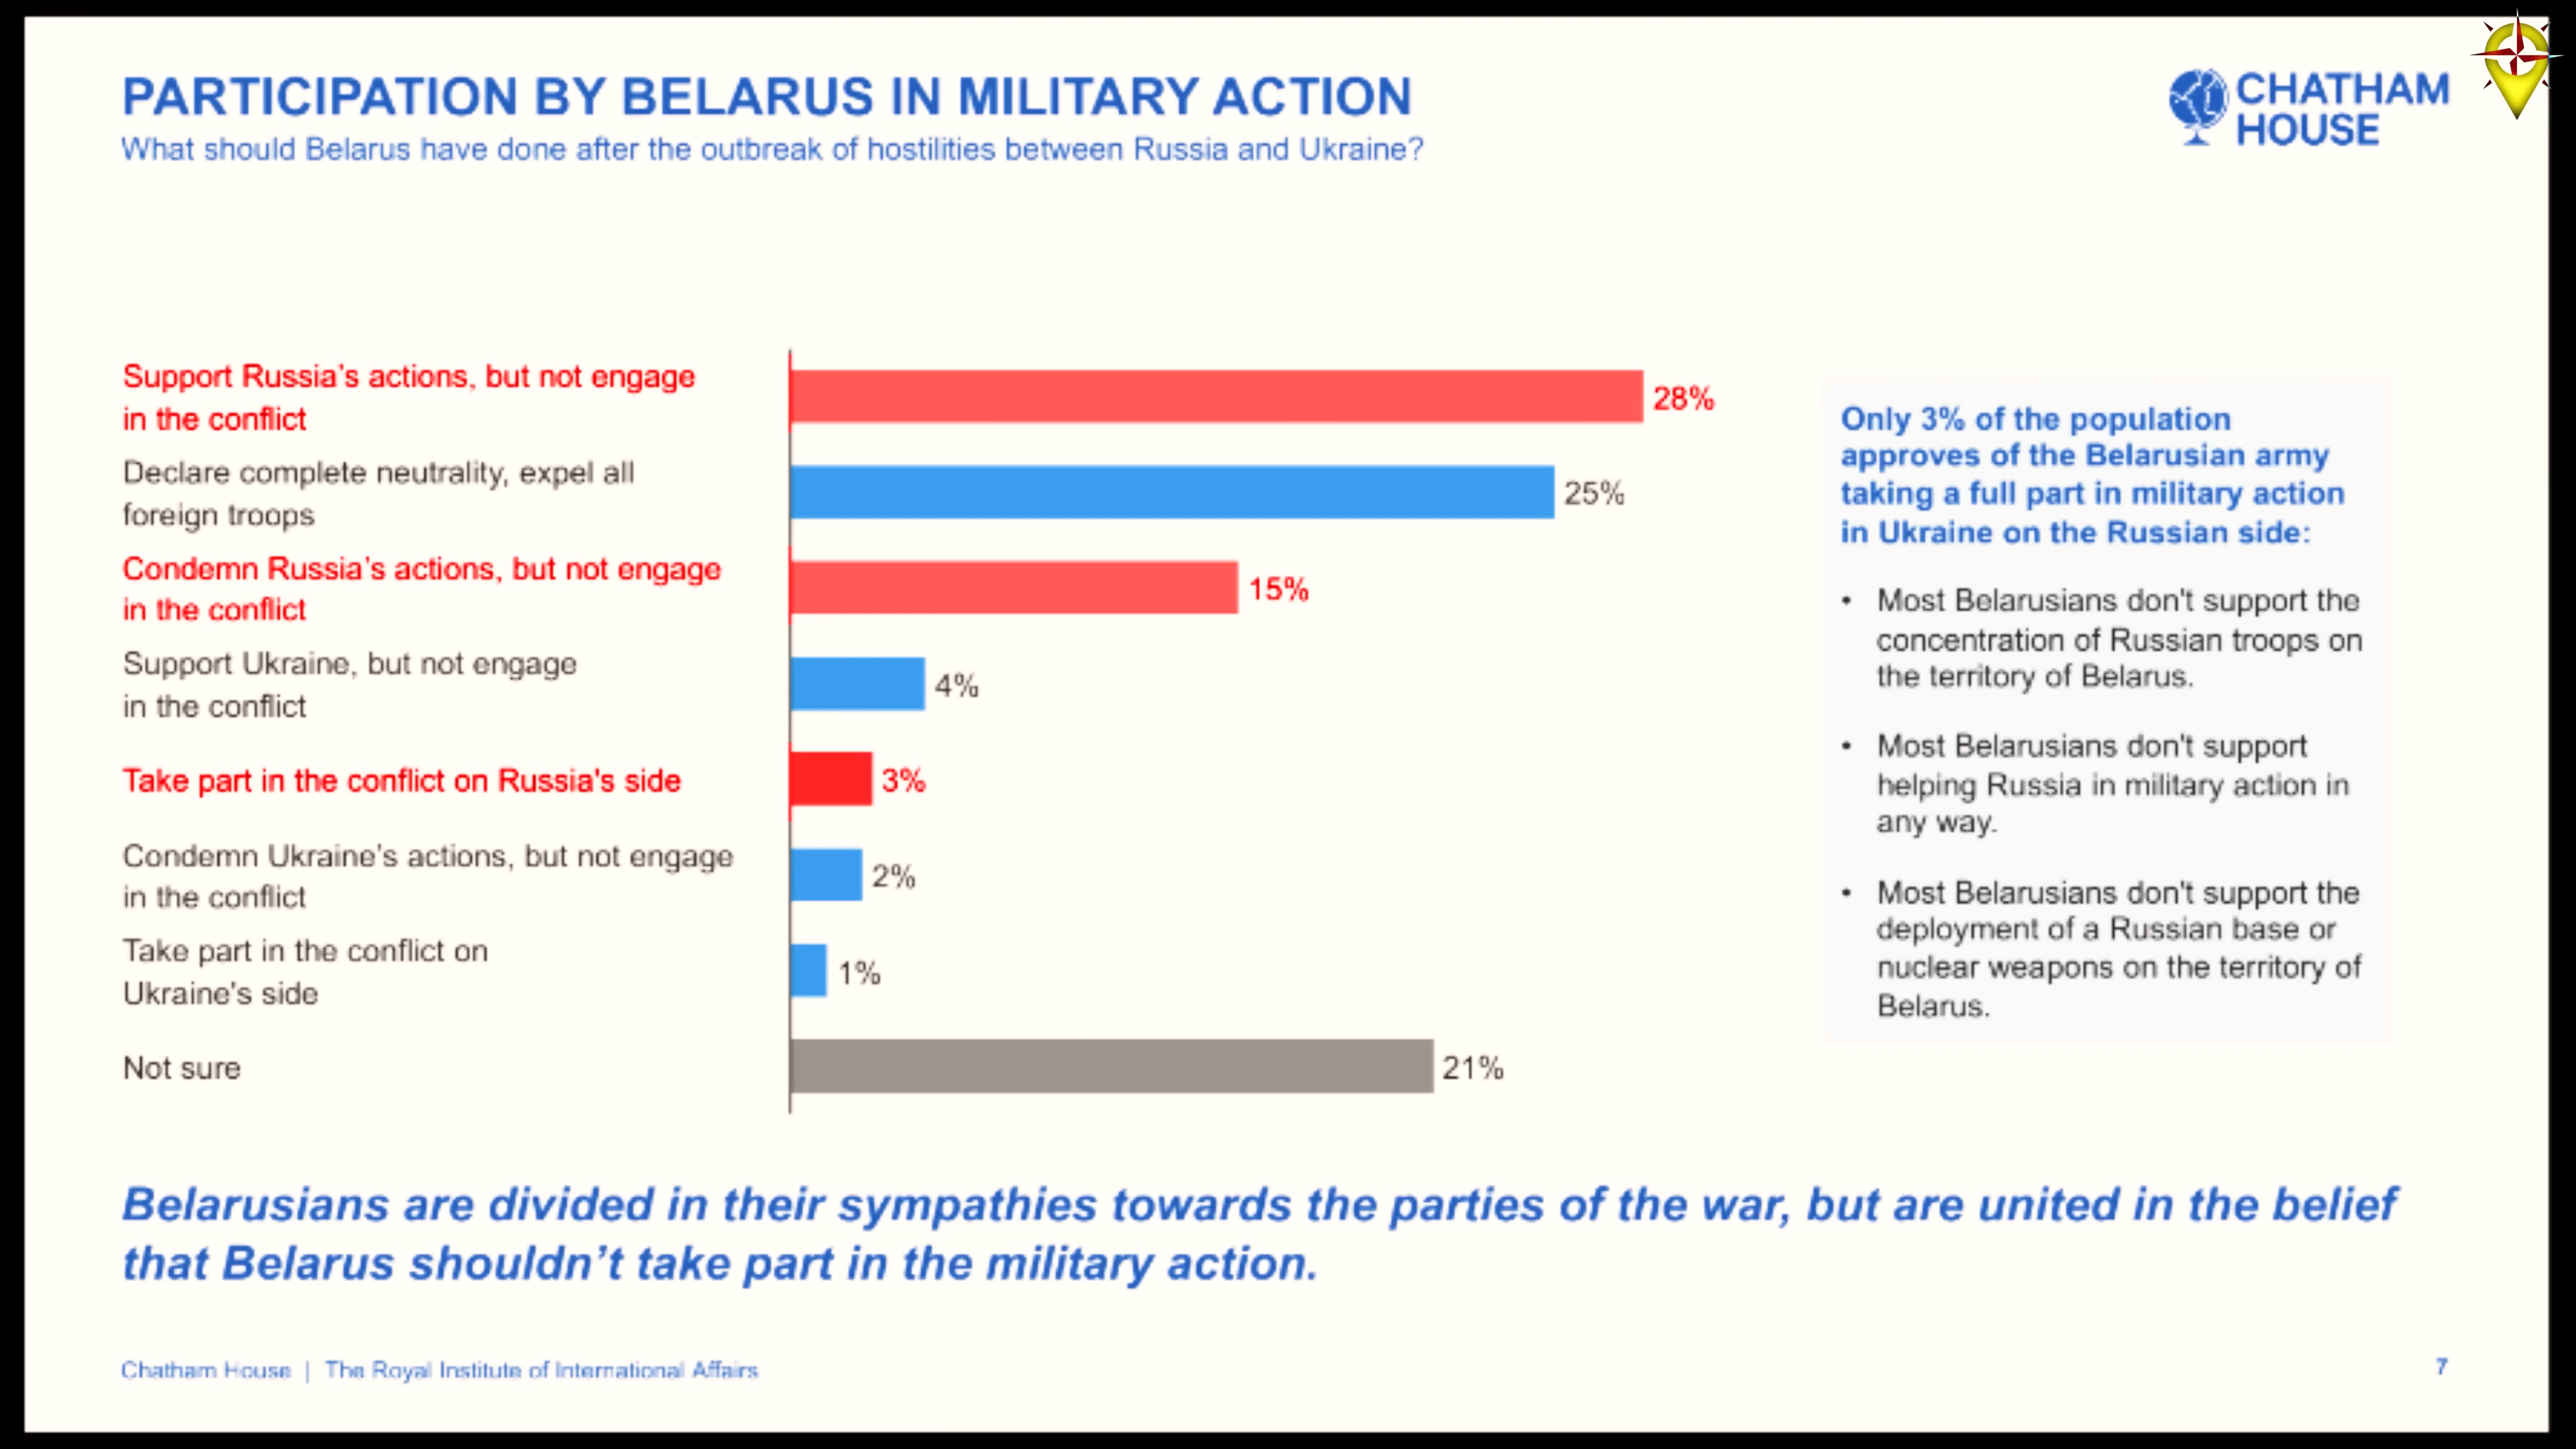 PARTICIPATION BY BELARUS IN MILITARY ACTION
What should Belarus have done after the outbreak of hostilities between Russia and Ukraine?
CHATHAM
HOUSE
Support Russia’s actions, but not engage
in the conflict
28%
Declare complete neutrality, expel all
foreign troops
25%
Condemn Russia’s actions, but not engage
in the conflict
15%
Support Ukraine, but not engage
in the conflict
4%
Take part in the conflict on Russia's side
3%
Condemn Ukraine’s actions, but not engage
in the conflict
2%
Take part in the conflict on
Ukraine's side
1%
Not sure
21%
Only 3% of the population
approves of the Belarusian army
taking a full part in military action
in Ukraine on the Russian side:
• Most Belarusians don't support the
concentration of Russian troops on
the territory of Belarus.
• Most Belarusians don't support
helping Russia in military action in
any way.
• Most Belarusians don't support the
deployment of a Russian base or
nuclear weapons on the territory of
Belarus.
Belarusians are divided in their sympathies towards the parties of the war, but are united in the belief
that Belarus shouldn’t take part in the military action.
Chatham House | The Royal Institute of International Affairs
7